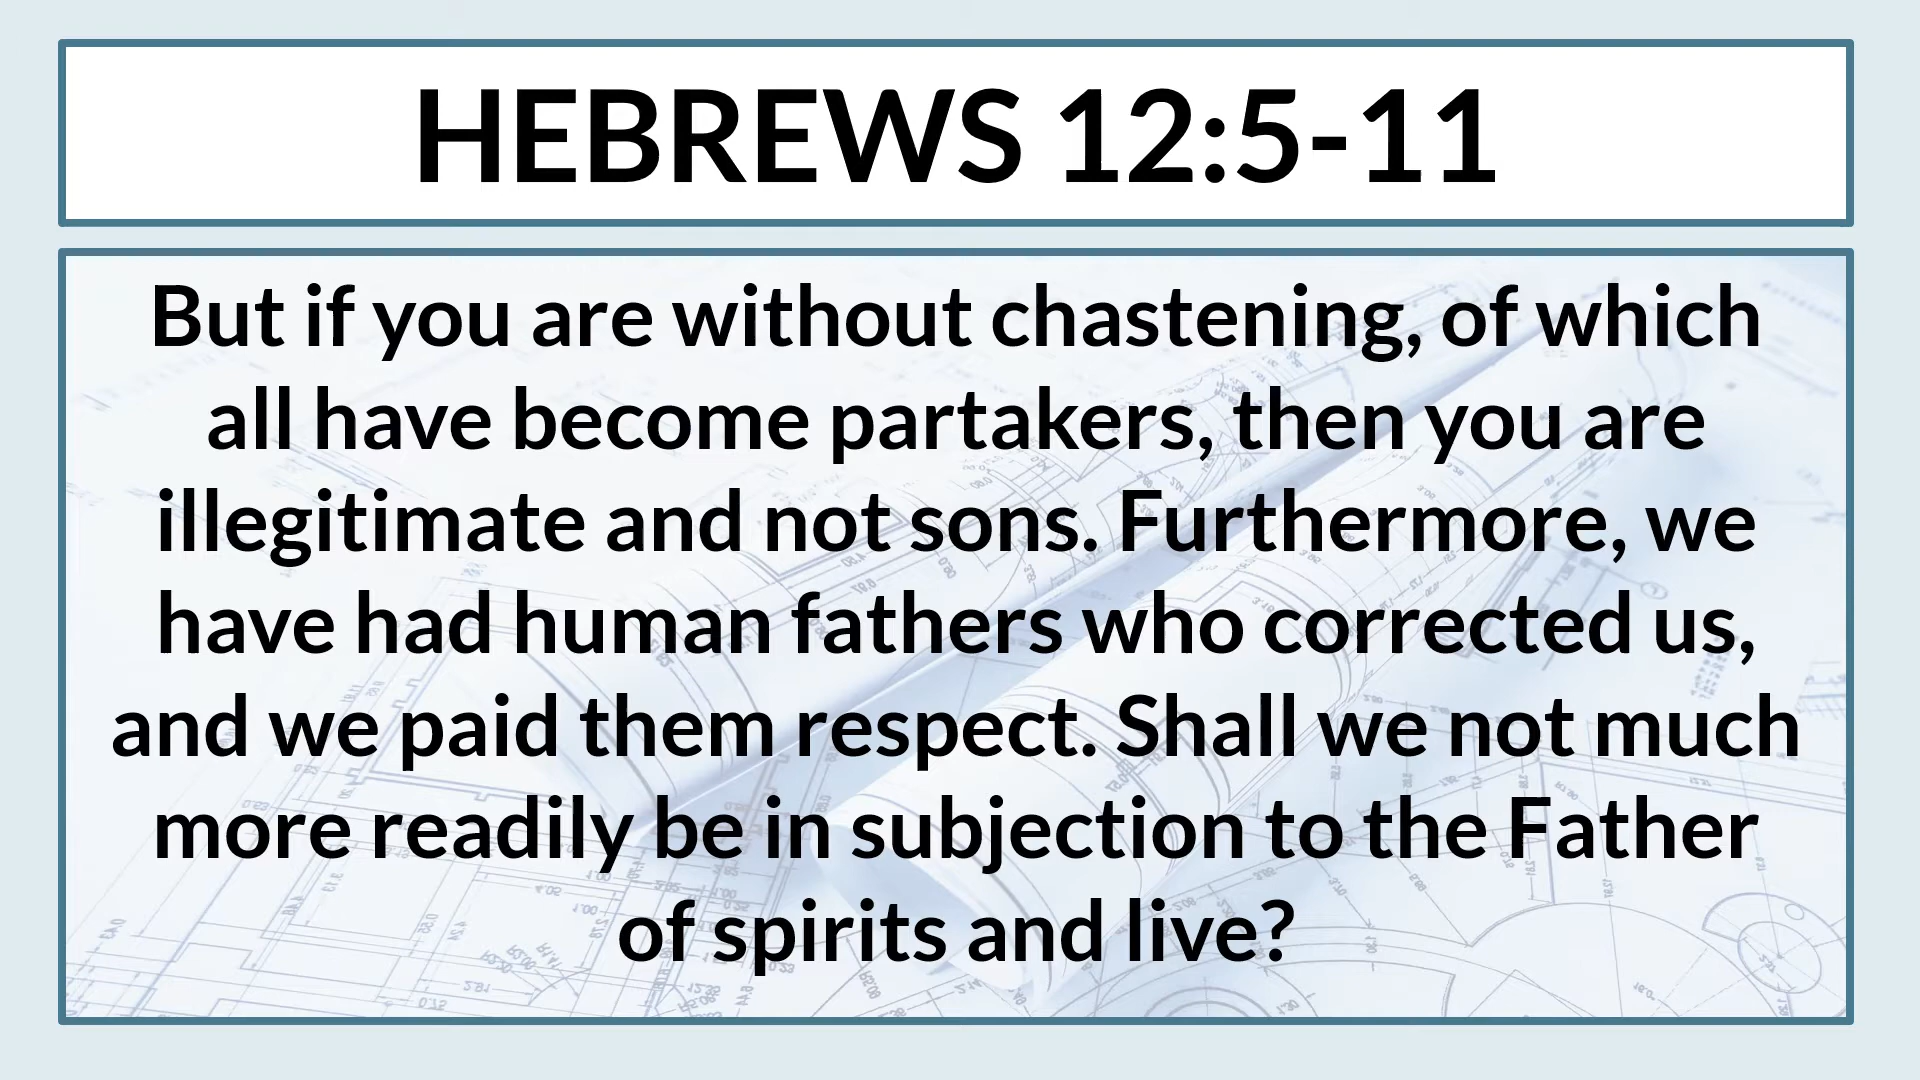 HEBREWS 12:5-11
But if you are without chastening, of which
all have become partakers, then you are
illegitimate and not sons. Furthermore, we
have had human fathers who corrected us,
and we paid them respect. Shall we not much
more readily be in subjection to the Father
of spirits and live?